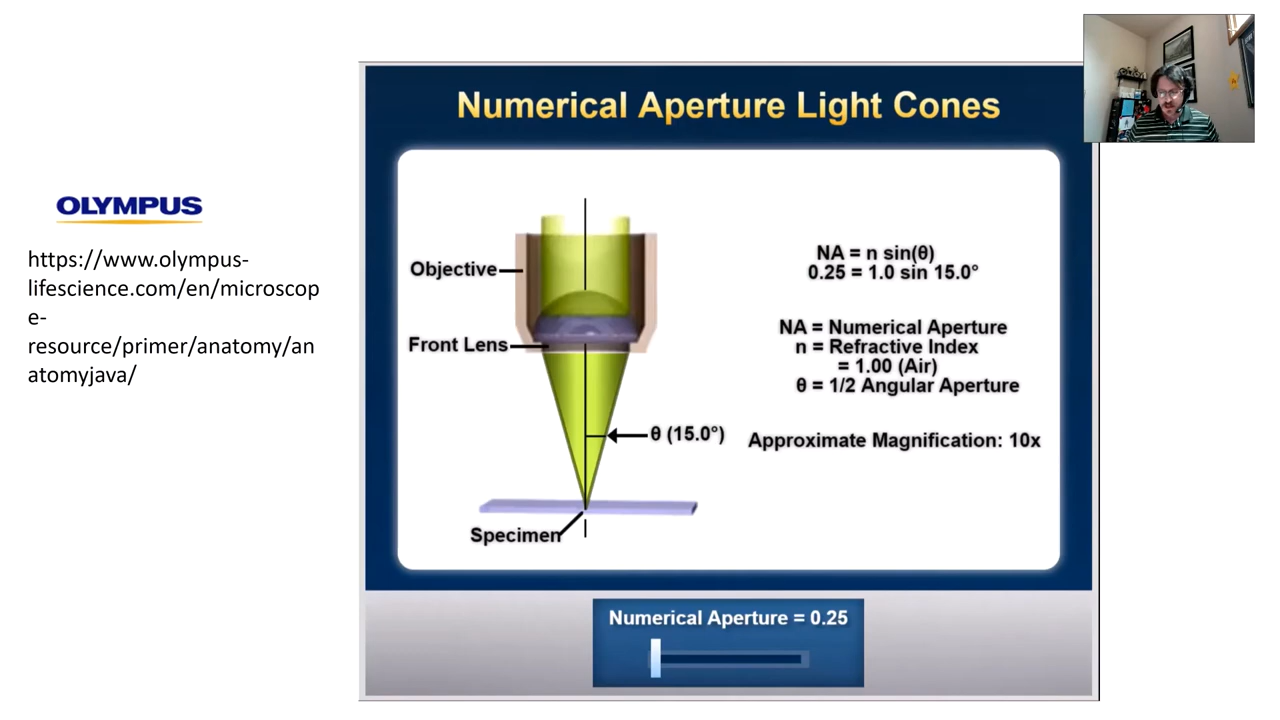 OLYMPUS
https://www.olympus-
lifescience.com/en/microscop
e-
resource/primer/anatomy/an
atomyjava/
Numerical Aperture Light Cones
Objective
Front Lens
θ (15.0°)
Specimen
NA = n sin(θ)
0.25 = 1.0 sin 15.0°
NA = Numerical Aperture
n = Refractive Index
= 1.00 (Air)
θ = 1/2 Angular Aperture
Approximate Magnification: 10x
Numerical Aperture = 0.25